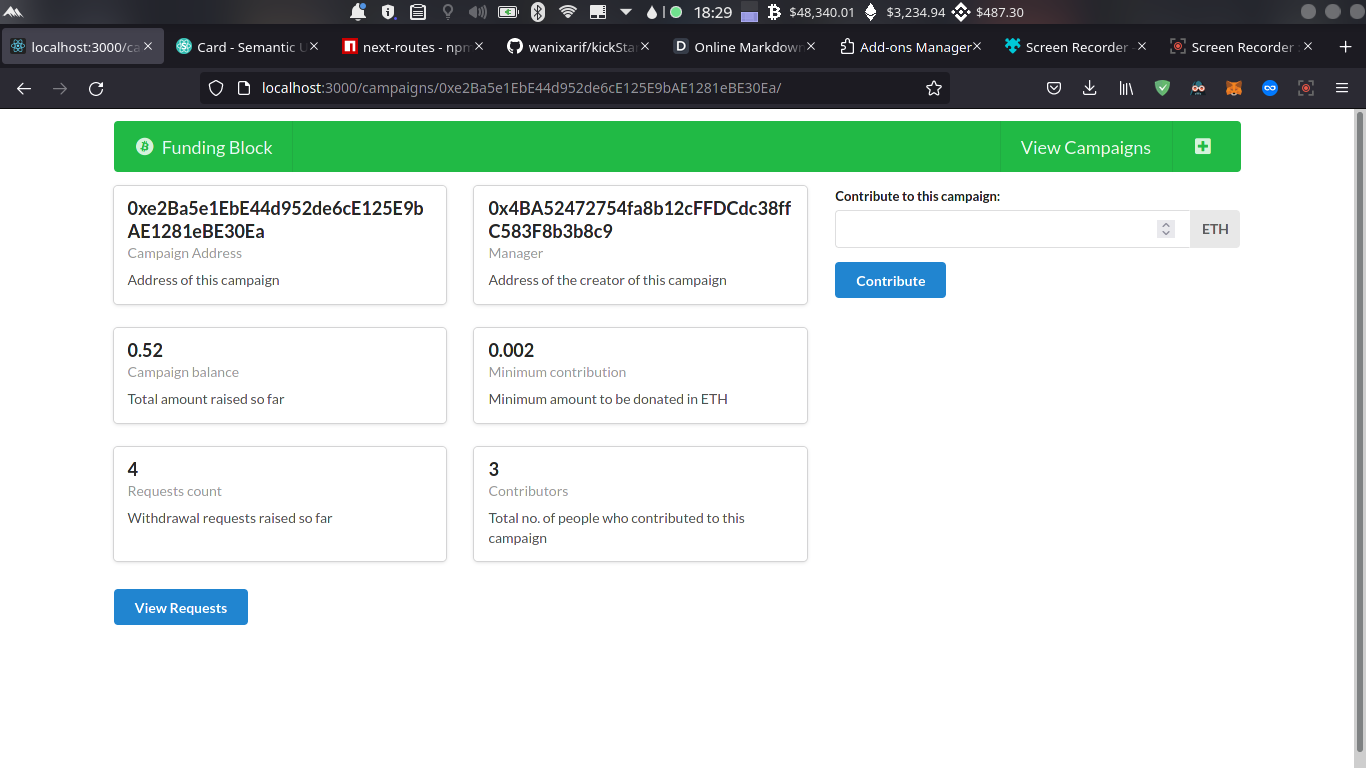 18:29 $48,340.01 $3,234.94 $487.30
localhost:3000/ca Card - Semantic U next-routes - npm wanixarif/kickSta Online Markdown Add-ons Manager Screen Recorder Screen Recorder
localhost:3000/campaigns/0xe2Ba5e1EbE44d952de6cE125E9bAE1281eBE30Ea/
Funding Block View Campaigns
0xe2Ba5e1EbE44d952de6cE125E9b
AE1281eBE30Ea
Campaign Address
Address of this campaign
0x4BA52472754fa8b12cFFDCdc38ff
C583F8b3b8c9
Manager
Address of the creator of this campaign
Contribute to this campaign:
ETH
Contribute
0.52
Campaign balance
Total amount raised so far
0.002
Minimum contribution
Minimum amount to be donated in ETH
4
Requests count
Withdrawal requests raised so far
3
Contributors
Total no. of people who contributed to this
campaign
View Requests